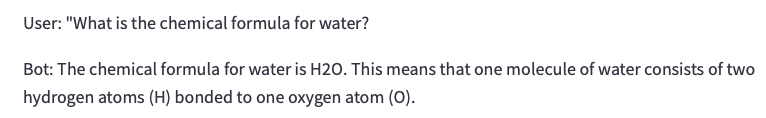 User: "What is the chemical formula for water?
Bot: The chemical formula for water is H2O. This means that one molecule of water consists of two
hydrogen atoms (H) bonded to one oxygen atom (O).